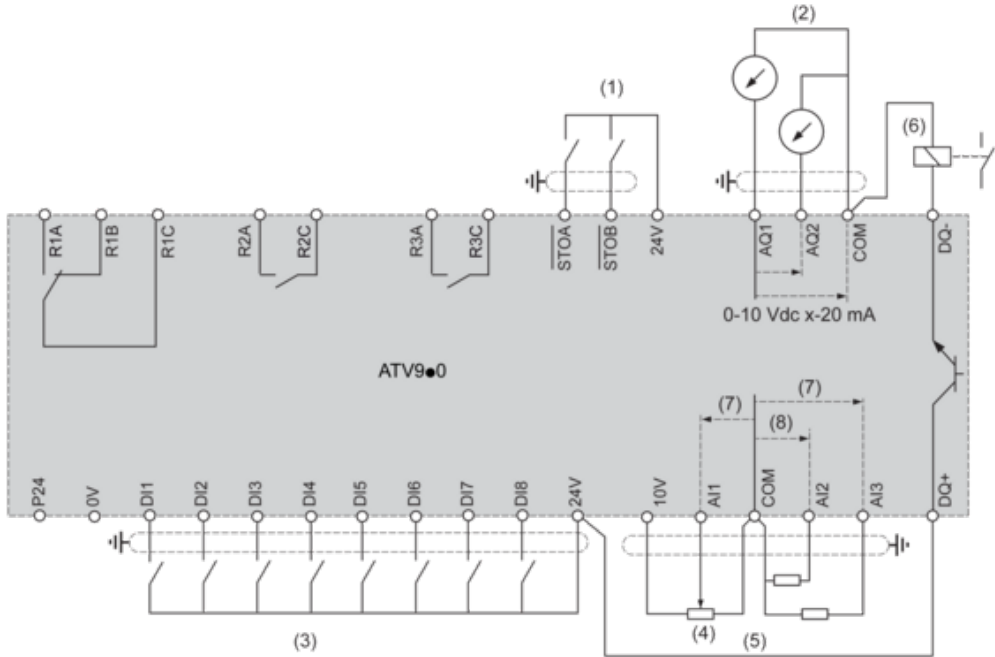 (2)
(1)
(6)
R1A
R1B
R1C
R2A
R2C
R3A
R3C
STOA
STOB
24V
AQ1
AQ2
COM
DQ-
0-10 Vdc x-20 mA
ATV9●0
(7)
(7)
(8)
P24
0V
DI1
DI2
DI3
DI4
DI5
DI6
DI7
DI8
24V
10V
AI1
COM
AI2
AI3
DQ+
(3)
(4)
(5)